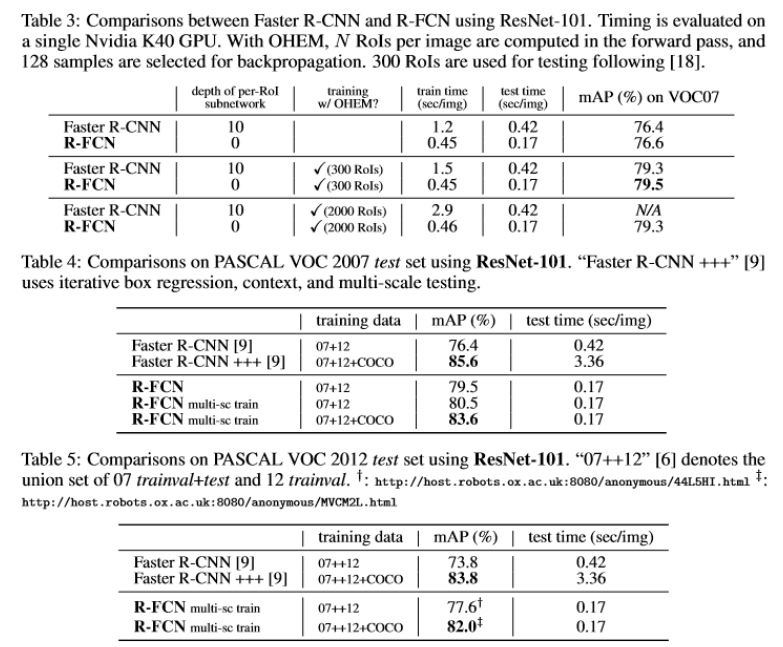 Table 3: Comparisons between Faster R-CNN and R-FCN using ResNet-101. Timing is evaluated on
a single Nvidia K40 GPU. With OHEM, N RoIs per image are computed in the forward pass, and
128 samples are selected for backpropagation. 300 RoIs are used for testing following [18].
depth of per-RoI subnetwork | training w/ OHEM? | train time (sec/img) | test time (sec/img) | mAP (%) on VOC07
Faster R-CNN | 10 | | 1.2 | 0.42 | 76.4
R-FCN | 0 | | 0.45 | 0.17 | 76.6
Faster R-CNN | 10 | ✓(300 RoIs) | 1.5 | 0.42 | 79.3
R-FCN | 0 | ✓(300 RoIs) | 0.45 | 0.17 | 79.5
Faster R-CNN | 10 | ✓(2000 RoIs) | 2.9 | 0.42 | N/A
R-FCN | 0 | ✓(2000 RoIs) | 0.46 | 0.17 | 79.3
Table 4: Comparisons on PASCAL VOC 2007 test set using ResNet-101. “Faster R-CNN +++” [9]
uses iterative box regression, context, and multi-scale testing.
training data | mAP (%) | test time (sec/img)
Faster R-CNN [9] | 07+12 | 76.4 | 0.42
Faster R-CNN +++ [9] | 07+12+COCO | 85.6 | 3.36
R-FCN | 07+12 | 79.5 | 0.17
R-FCN multi-sc train | 07+12 | 80.5 | 0.17
R-FCN multi-sc train | 07+12+COCO | 83.6 | 0.17
Table 5: Comparisons on PASCAL VOC 2012 test set using ResNet-101. “07++12” [6] denotes the
union set of 07 trainval+test and 12 trainval. †: http://host.robots.ox.ac.uk:8080/anonymous/44L5HI.html ‡:
http://host.robots.ox.ac.uk:8080/anonymous/MVCM2L.html
training data | mAP (%) | test time (sec/img)
Faster R-CNN [9] | 07++12 | 73.8 | 0.42
Faster R-CNN +++ [9] | 07++12+COCO | 83.8 | 3.36
R-FCN multi-sc train | 07++12 | 77.6† | 0.17
R-FCN multi-sc train | 07++12+COCO | 82.0‡ | 0.17